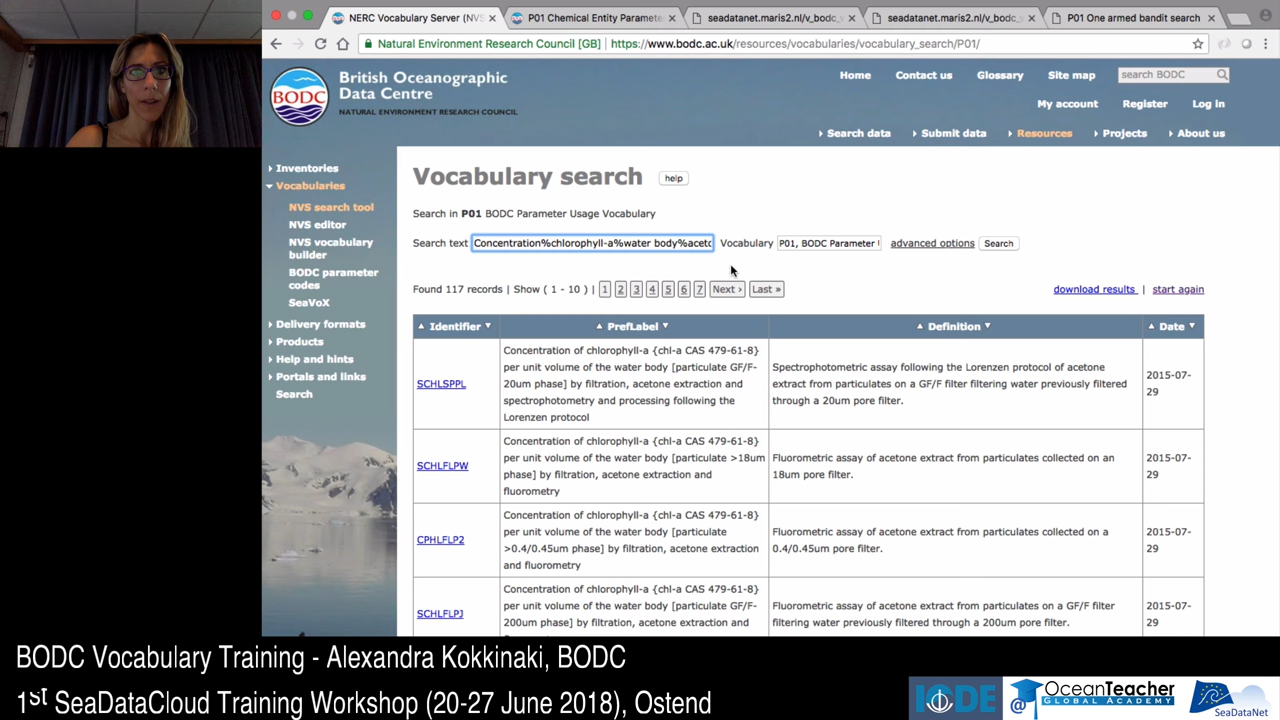 NERC Vocabulary Server (NVS
P01 Chemical Entity Paramete
seadatanet.maris2.nl/v_bodc_v
seadatanet.maris2.nl/v_bodc_v
P01 One armed bandit search
Natural Environment Research Council [GB]
https://www.bodc.ac.uk/resources/vocabularies/vocabulary_search/P01/
BODC
British Oceanographic
Data Centre
NATURAL ENVIRONMENT RESEARCH COUNCIL
Home Contact us Glossary Site map search BODC
My account Register Log in
Search data Submit data Resources Projects About us
Inventories
Vocabularies
NVS search tool
NVS editor
NVS vocabulary
builder
BODC parameter
codes
SeaVoX
Delivery formats
Products
Help and hints
Portals and links
Search
Vocabulary search help
Search in P01 BODC Parameter Usage Vocabulary
Search text Concentration%chlorophyll-a%water body%aceto Vocabulary P01, BODC Parameter advanced options Search
Found 117 records | Show ( 1 - 10 ) | 1 2 3 4 5 6 7 Next › Last » download results | start again
Identifier PrefLabel Definition Date
SCHLSPPL
Concentration of chlorophyll-a {chl-a CAS 479-61-8}
per unit volume of the water body [particulate GF/F-
20um phase] by filtration, acetone extraction and
spectrophotometry and processing following the
Lorenzen protocol
Spectrophotometric assay following the Lorenzen protocol of acetone
extract from particulates on a GF/F filter filtering water previously filtered
through a 20um pore filter.
2015-07-
29
SCHLFLPW
Concentration of chlorophyll-a {chl-a CAS 479-61-8}
per unit volume of the water body [particulate >18um
phase] by filtration, acetone extraction and
fluorometry
Fluorometric assay of acetone extract from particulates collected on an
18um pore filter.
2015-07-
29
CPHLFLP2
Concentration of chlorophyll-a {chl-a CAS 479-61-8}
per unit volume of the water body [particulate
>0.4/0.45um phase] by filtration, acetone extraction
and fluorometry
Fluorometric assay of acetone extract from particulates collected on a
0.4/0.45um pore filter.
2015-07-
29
SCHLFLPJ
Concentration of chlorophyll-a {chl-a CAS 479-61-8}
per unit volume of the water body [particulate GF/F-
200um phase] by filtration, acetone extraction and
Fluorometric assay of acetone extract from particulates on a GF/F filter
filtering water previously filtered through a 200um pore filter.
2015-07-
29
BODC Vocabulary Training - Alexandra Kokkinaki, BODC
1st SeaDataCloud Training Workshop (20-27 June 2018), Ostend
IODE
OceanTeacher
GLOBAL ACADEMY
SeaDataNet